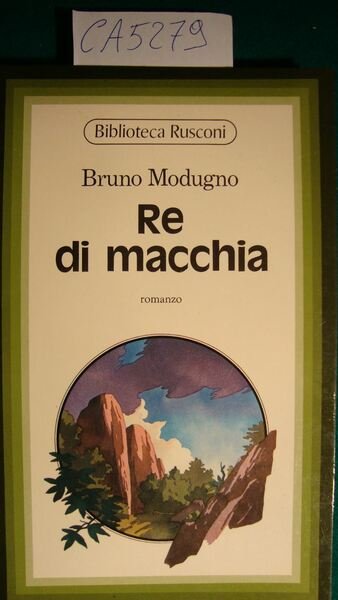 CA5279
Biblioteca Rusconi
Bruno Modugno
Re
di macchia
romanzo